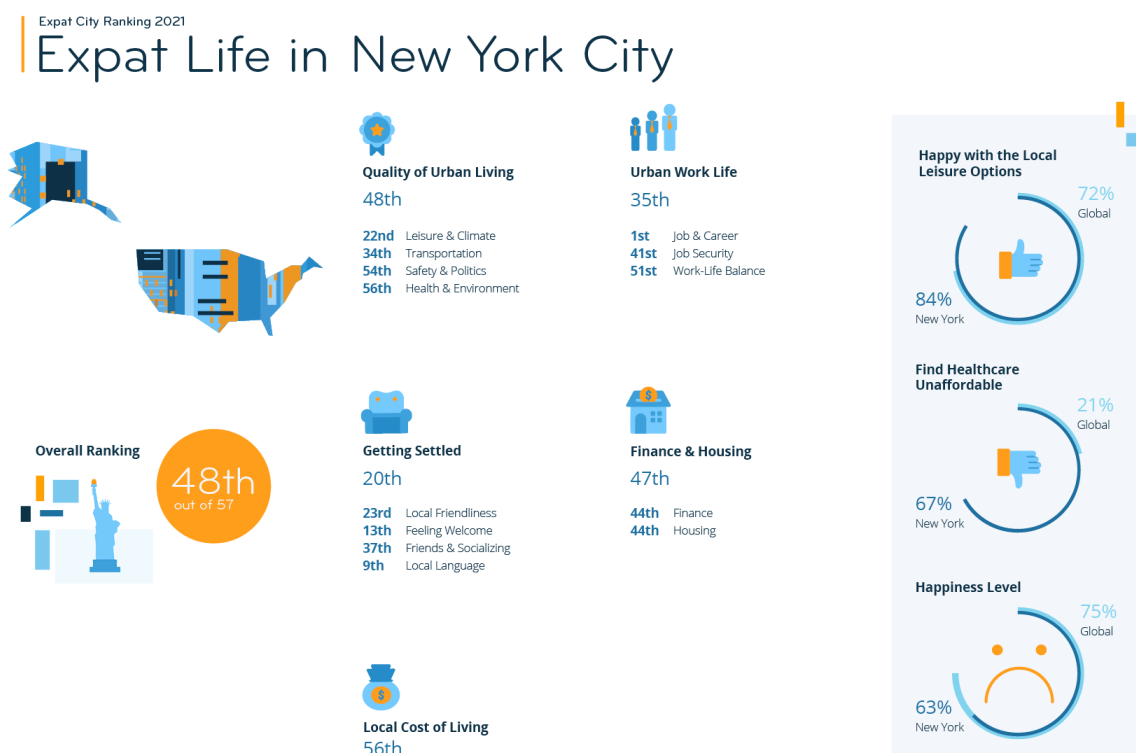 Expat City Ranking 2021
Expat Life in New York City
Quality of Urban Living
48th
22nd Leisure & Climate
34th Transportation
54th Safety & Politics
56th Health & Environment
Urban Work Life
35th
1st Job & Career
41st Job Security
51st Work-Life Balance
Overall Ranking
48th
out of 57
Getting Settled
20th
23rd Local Friendliness
13th Feeling Welcome
37th Friends & Socializing
9th Local Language
Finance & Housing
47th
44th Finance
44th Housing
$
$
Local Cost of Living
56th
Happy with the Local
Leisure Options
72%
Global
84%
New York
Find Healthcare
Unaffordable
21%
Global
67%
New York
Happiness Level
75%
Global
63%
New York